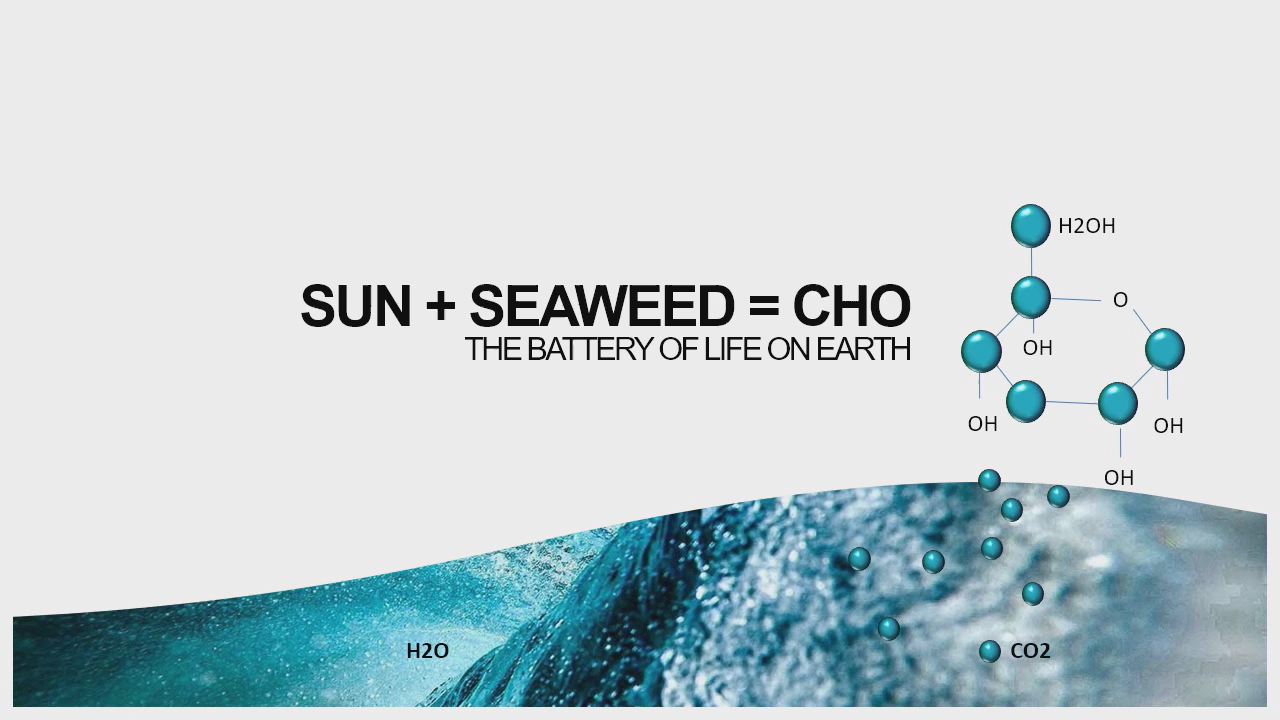 H2OH
SUN + SEAWEED = CHO
THE BATTERY OF LIFE ON EARTH
O
OH
OH
OH
OH
H2O
CO2